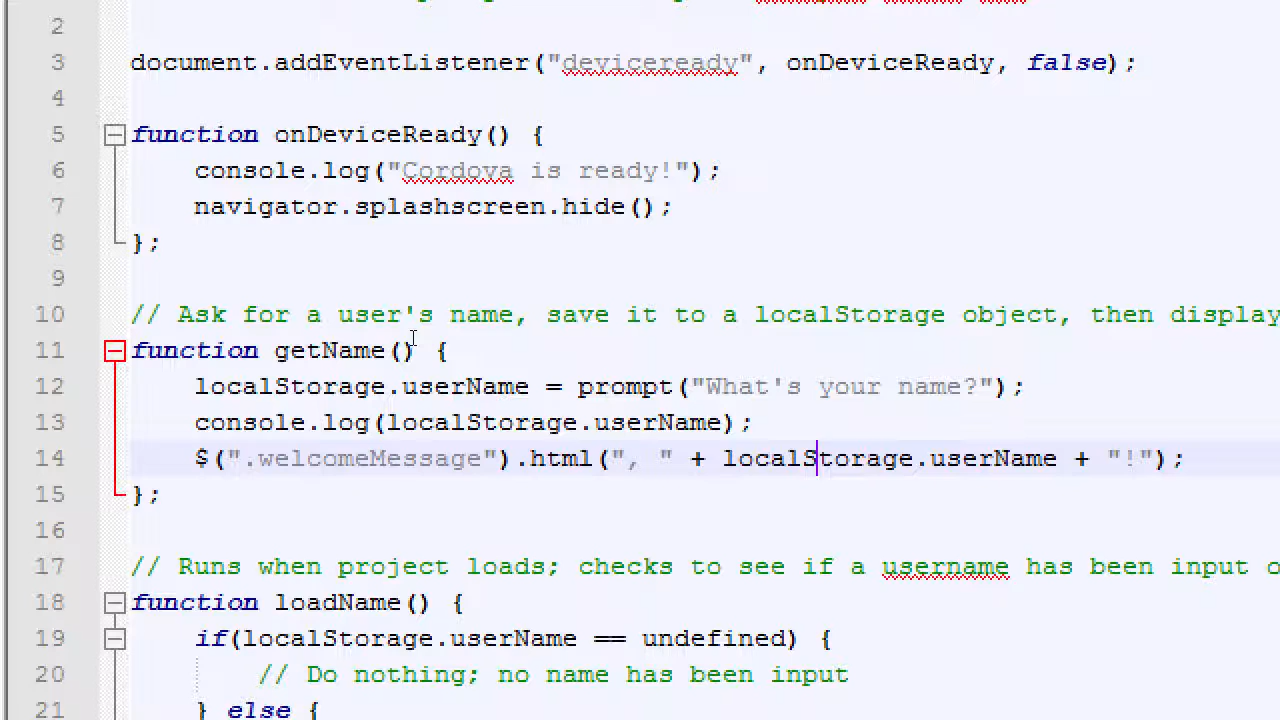 2
3 document.addEventListener("deviceready", onDeviceReady, false);
4
5 function onDeviceReady() {
6 console.log("Cordova is ready!");
7 navigator.splashscreen.hide();
8 };
9
10 // Ask for a user's name, save it to a localStorage object, then display
11 function getName() {
12 localStorage.userName = prompt("What's your name?");
13 console.log(localStorage.userName);
14 $(".welcomeMessage").html(", " + localStorage.userName + "!");
15 };
16
17 // Runs when project loads; checks to see if a username has been input o
18 function loadName() {
19 if(localStorage.userName == undefined) {
20 // Do nothing; no name has been input
21 } else {